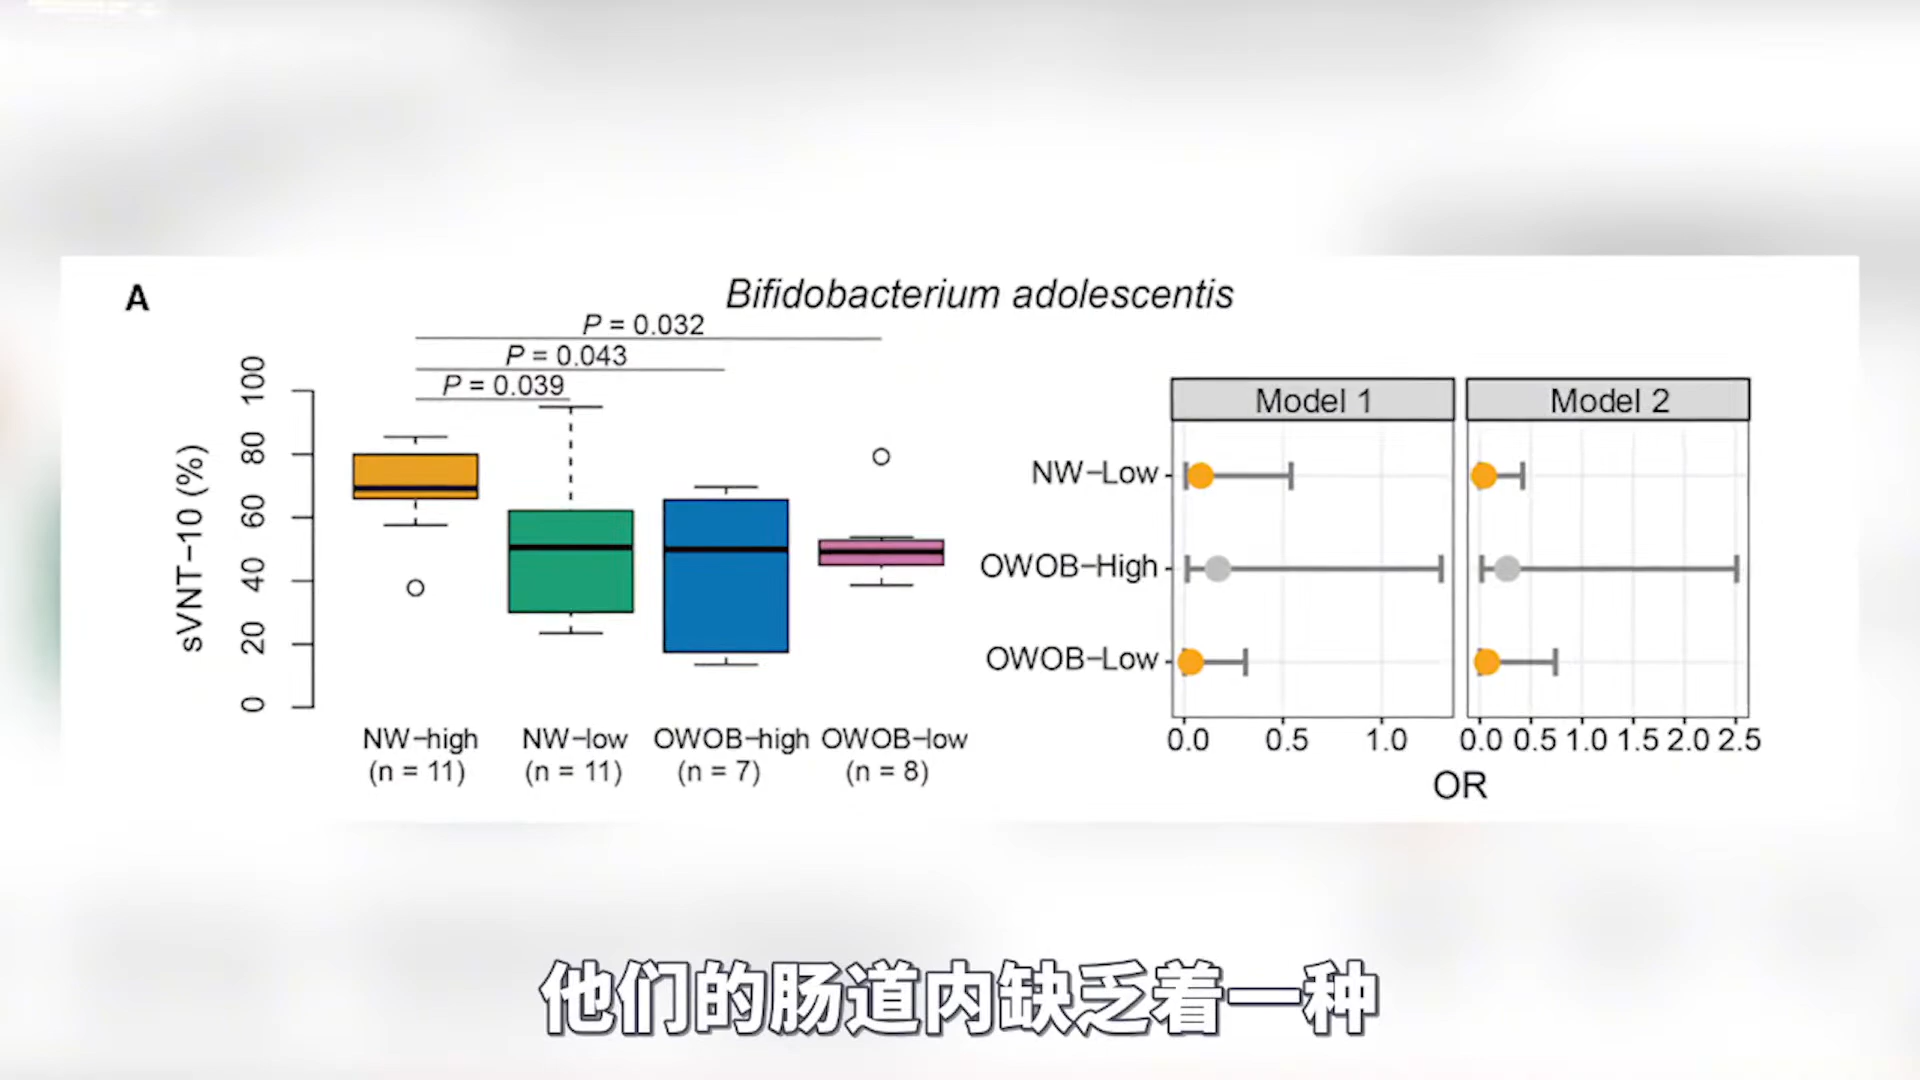 A
Bifidobacterium adolescentis
P = 0.032
P = 0.043
P = 0.039
sVNT−10 (%)
100
80
60
40
20
0
NW−high
(n = 11)
NW−low
(n = 11)
OWOB−high
(n = 7)
OWOB−low
(n = 8)
Model 1
Model 2
NW−Low
OWOB−High
OWOB−Low
0.0 0.5 1.0
0.0 0.5 1.0 1.5 2.0 2.5
OR
他们的肠道内缺乏着一种